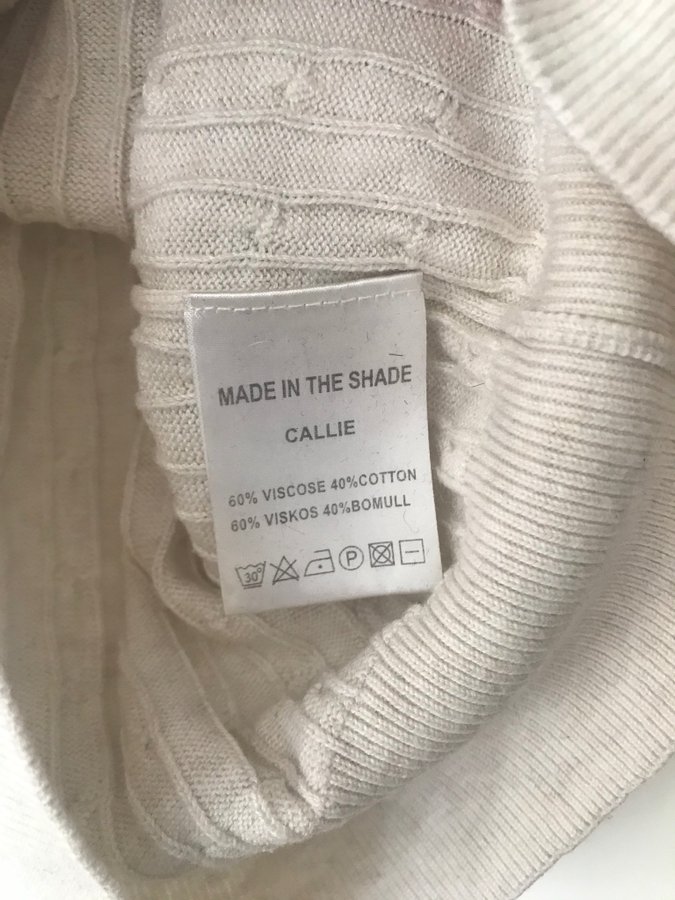 MADE IN THE SHADE
CALLIE
60% VISCOSE 40%COTTON
60% VISKOS 40%BOMULL
30° P